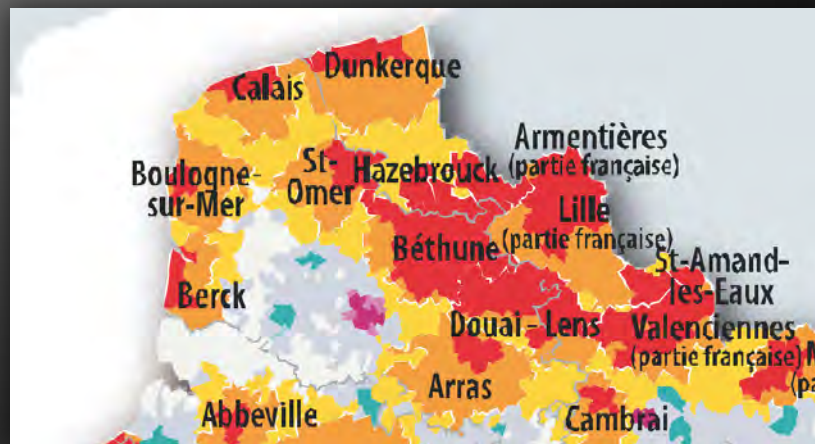 Dunkerque
Calais
Armentières
(partie française)
St-
Omer
Hazebrouck
Boulogne-
sur-Mer
Lille
(partie française)
Béthune
St-Amand-
les-Eaux
Berck
Douai – Lens
Valenciennes
(partie française)
Arras
Abbeville
Cambrai